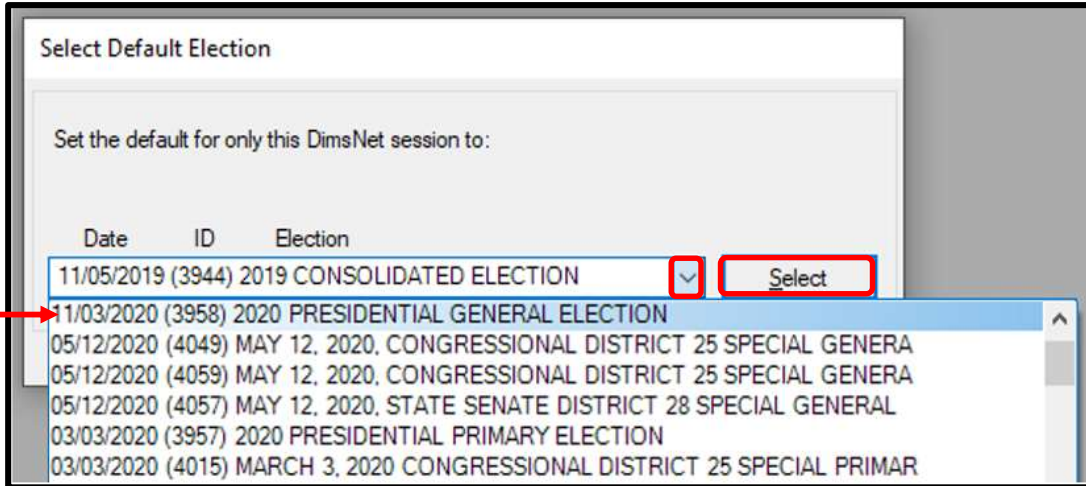 Select Default Election
Set the default for only this DimsNet session to:
Date ID Election
11/05/2019 (3944) 2019 CONSOLIDATED ELECTION Select
11/03/2020 (3958) 2020 PRESIDENTIAL GENERAL ELECTION
05/12/2020 (4049) MAY 12, 2020, CONGRESSIONAL DISTRICT 25 SPECIAL GENERA
05/12/2020 (4059) MAY 12, 2020, CONGRESSIONAL DISTRICT 25 SPECIAL GENERA
05/12/2020 (4057) MAY 12, 2020, STATE SENATE DISTRICT 28 SPECIAL GENERAL
03/03/2020 (3957) 2020 PRESIDENTIAL PRIMARY ELECTION
03/03/2020 (4015) MARCH 3, 2020 CONGRESSIONAL DISTRICT 25 SPECIAL PRIMAR